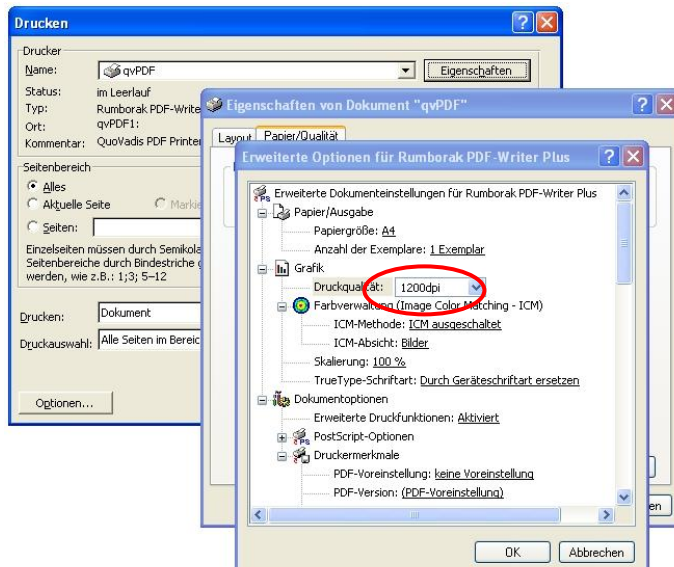 Drucken
Drucker
Name: qvPDF Eigenschaften
Status: im Leerlauf
Typ: Rumborak PDF-Write
Ort: qvPDF1:
Kommentar: QuoVadis PDF Printer
Seitenbereich
Alles
Aktuelle Seite Markie
Seiten:
Einzelseiten müssen durch Semikola
Seitenbereiche durch Bindestriche
werden, wie z.B.: 1;3; 5–12
Drucken: Dokument
Druckauswahl: Alle Seiten im Bereic
Optionen...
Eigenschaften von Dokument "qvPDF"
Layout Papier/Qualität
en
Erweiterte Optionen für Rumborak PDF-Writer Plus
Erweiterte Dokumenteinstellungen für Rumborak PDF-Writer Plus
Papier/Ausgabe
Papiergröße: A4
Anzahl der Exemplare: 1 Exemplar
Grafik
Druckqualität: 1200dpi
Farbverwaltung (Image Color Matching - ICM)
ICM-Methode: ICM ausgeschaltet
ICM-Absicht: Bilder
Skalierung: 100 %
TrueType-Schriftart: Durch Geräteschriftart ersetzen
Dokumentoptionen
Erweiterte Druckfunktionen: Aktiviert
PostScript-Optionen
Druckermerkmale
PDF-Voreinstellung: keine Voreinstellung
PDF-Version: (PDF-Voreinstellung)
OK Abbrechen